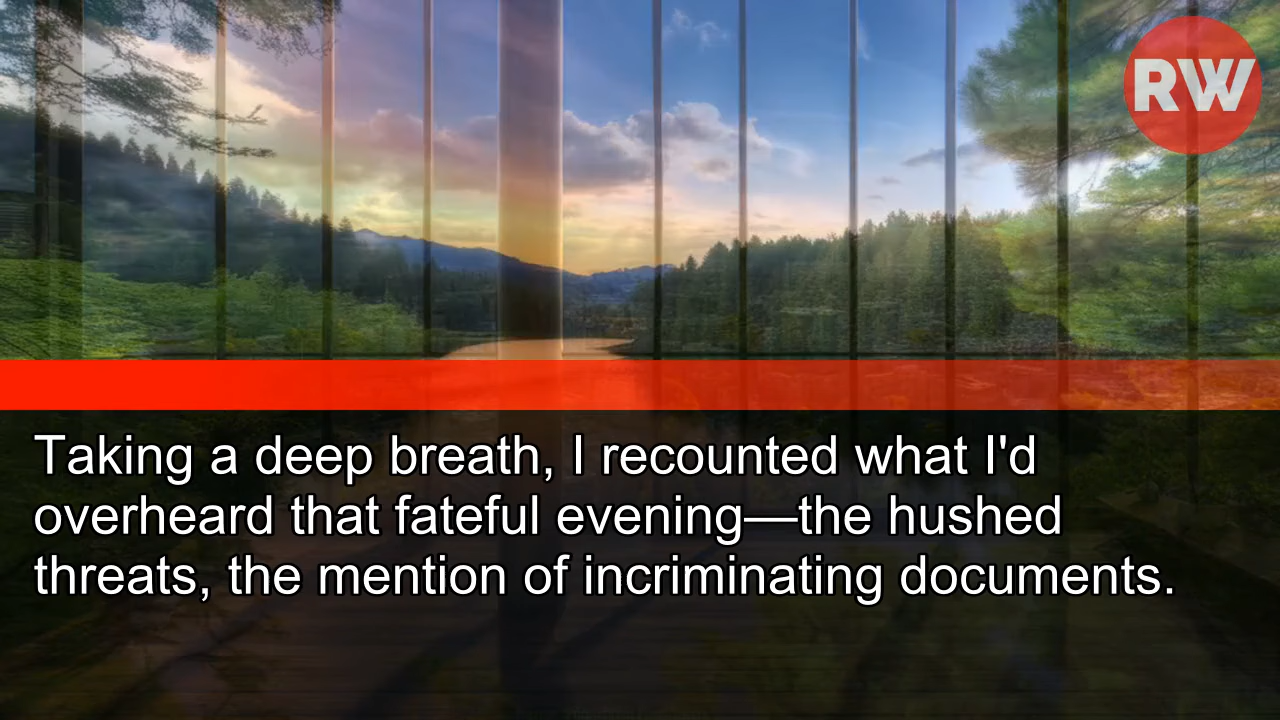 RW
Taking a deep breath, I recounted what I'd
overheard that fateful evening—the hushed
threats, the mention of incriminating documents.